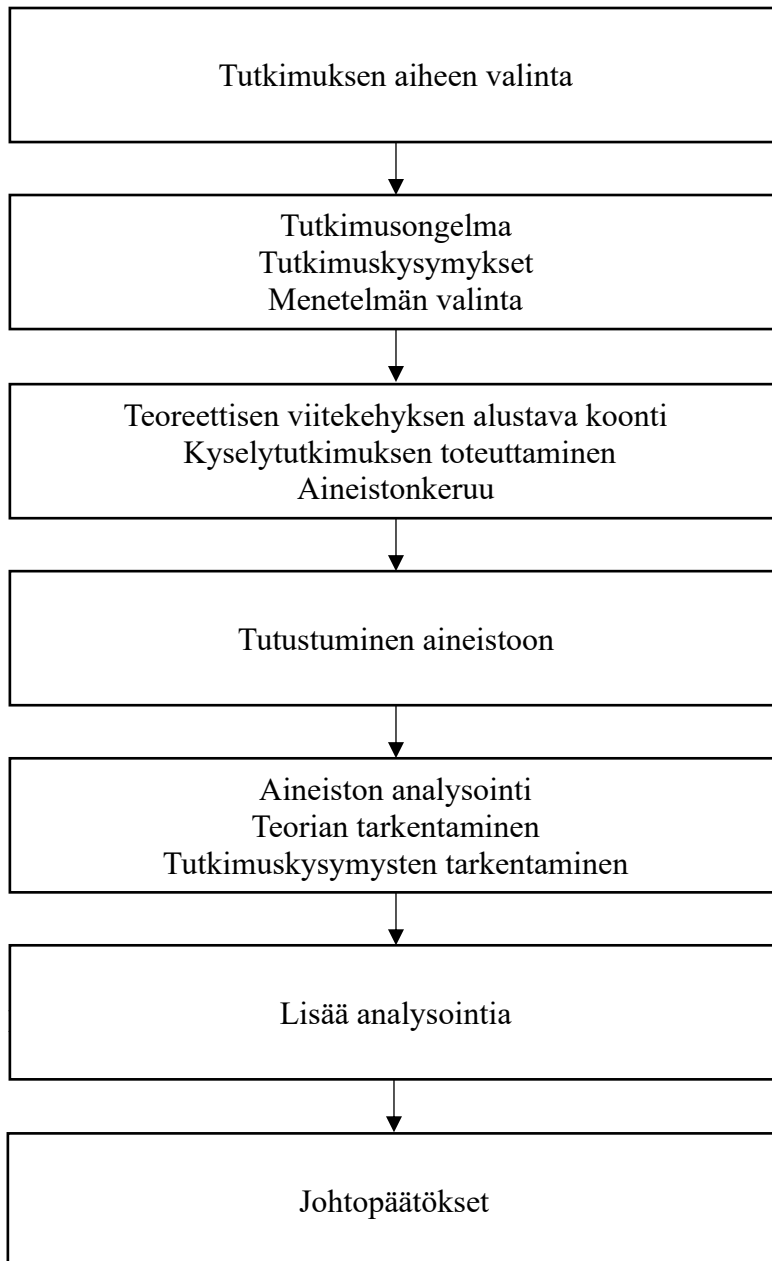 Tutkimuksen aiheen valinta
Tutkimusongelma
Tutkimuskysymykset
Menetelmän valinta
Teoreettisen viitekehyksen alustava koonti
Kyselytutkimuksen toteuttaminen
Aineistonkeruu
Tutustuminen aineistoon
Aineiston analysointi
Teorian tarkentaminen
Tutkimuskysymysten tarkentaminen
Lisää analysointia
Johtopäätökset